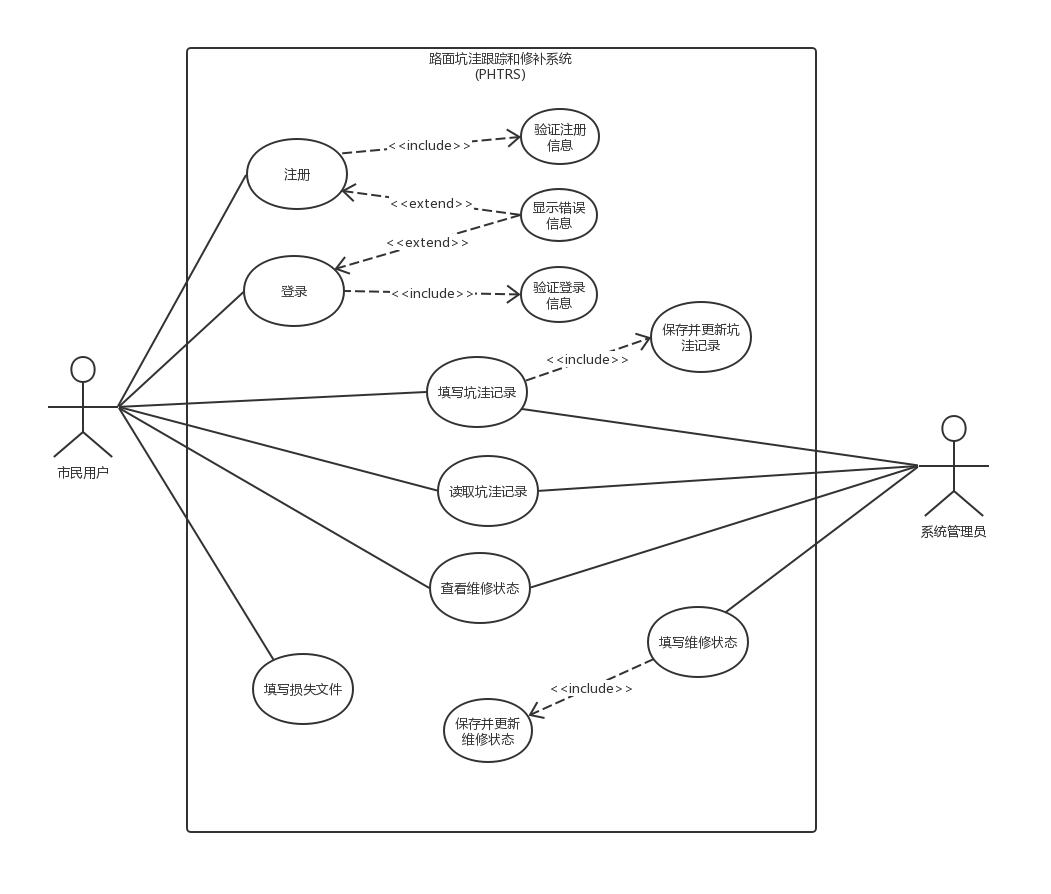 路面坑洼跟踪和修补系统
(PHTRS)
验证注册
信息
<<include>>
注册
<<extend>>
显示错误
信息
<<extend>>
登录
<<include>>
验证登录
信息
保存并更新坑
洼记录
<<include>>
填写坑洼记录
市民用户
读取坑洼记录
系统管理员
查看维修状态
填写维修状态
<<include>>
填写损失文件
保存并更新
维修状态